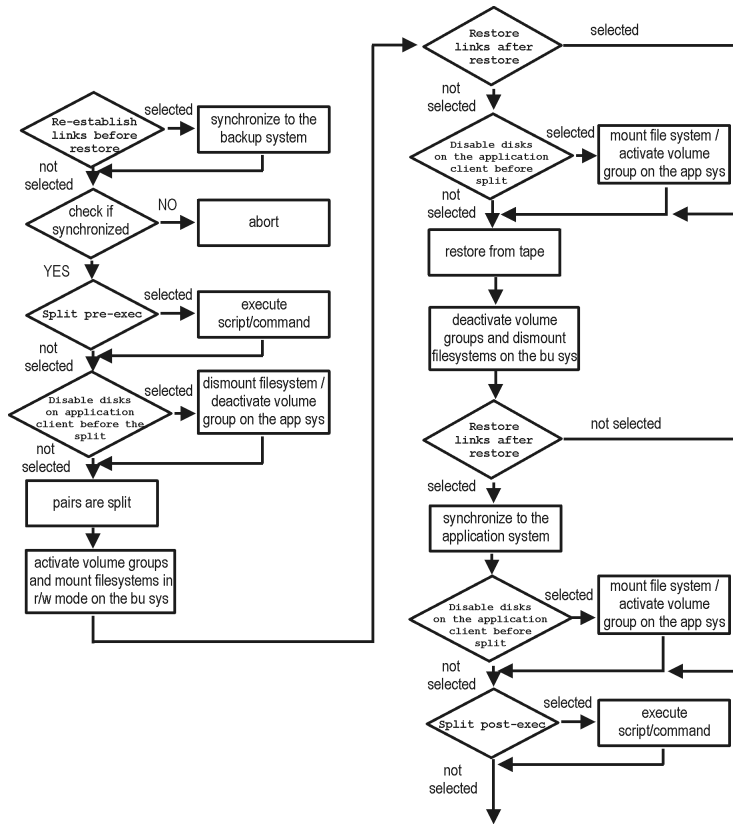 Re-establish
links before
restore
selected
synchronize to the
backup system
not
selected
check if
synchronized
NO
abort
YES
Split pre-exec
selected
execute
script/command
not
selected
Disable disks
on application
client before the
split
selected
dismount filesystem /
deactivate volume
group on the app sys
not
selected
pairs are split
activate volume groups
and mount filesystems in
r/w mode on the bu sys
Restore
links after
restore
selected
not
selected
Disable disks
on the application
client before
split
selected
mount file system /
activate volume
group on the app sys
not
selected
restore from tape
deactivate volume
groups and dismount
filesystems on the bu sys
Restore
links after
restore
not selected
selected
synchronize to the
application system
Disable disks
on the application
client before
split
selected
mount file system /
activate volume
group on the app sys
not
selected
Split post-exec
selected
execute
script/command
not
selected